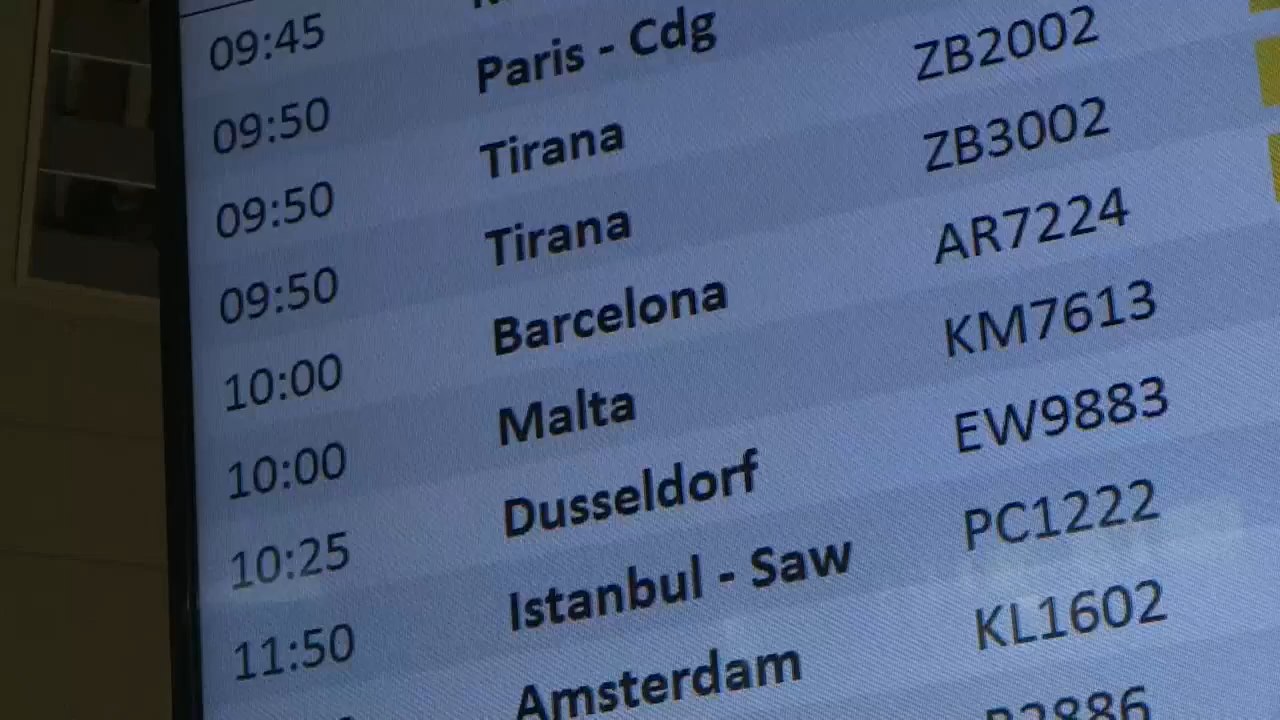 09:45
09:50 Paris - Cdg
09:50 Tirana ZB2002
09:50 Tirana ZB3002
10:00 Barcelona AR7224
10:00 Malta KM7613
10:25 Dusseldorf EW9883
11:50 Istanbul - Saw PC1222
Amsterdam KL1602